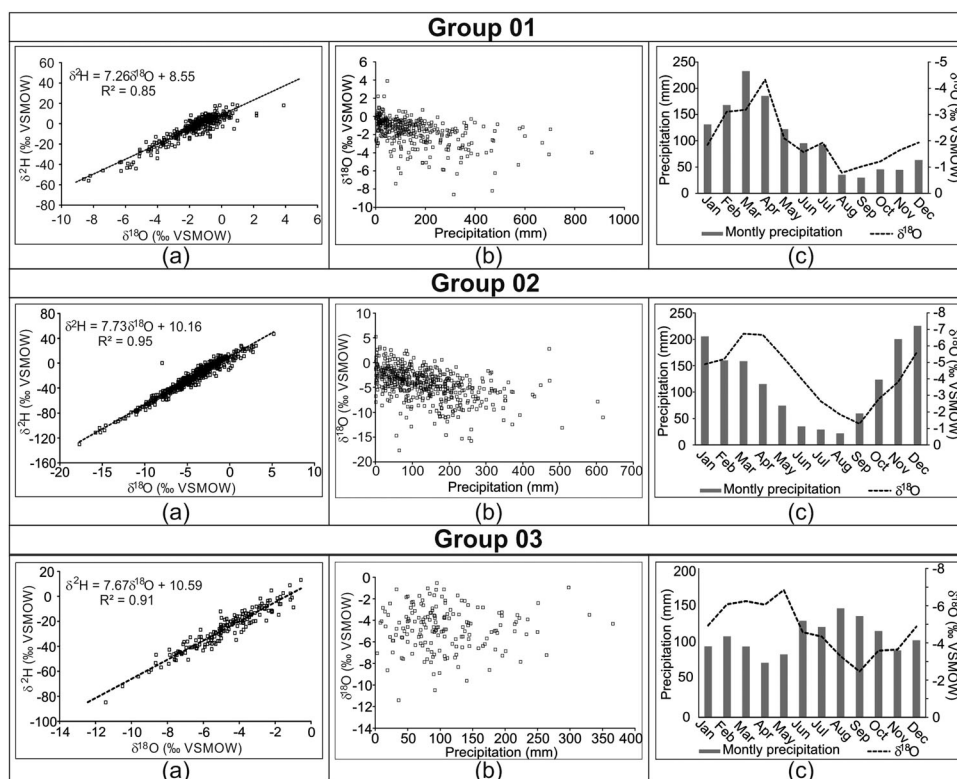 Group 01
δ²H = 7.26δ¹⁸O + 8.55
R² = 0.85
60
40
20
0
-20
-40
-60
-80
δ²H (‰ VSMOW)
-10 -8 -6 -4 -2 0 2 4 6
δ¹⁸O (‰ VSMOW)
(a)
6
4
2
0
-2
-4
-6
-8
-10
δ¹⁸O (‰ VSMOW)
0 200 400 600 800 1000
Precipitation (mm)
(b)
250
200
150
100
50
0
Precipitation (mm)
-5
-4
-3
-2
-1
0
δ¹⁸O (‰ VSMOW)
Jan Feb Mar Apr May Jun Jul Aug Sep Oct Nov Dec
Montly precipitation δ¹⁸O
(c)
Group 02
δ²H = 7.73δ¹⁸O + 10.16
R² = 0.95
80
40
0
-40
-80
-120
-160
δ²H (‰ VSMOW)
-20 -15 -10 -5 0 5 10
δ¹⁸O (‰ VSMOW)
(a)
10
5
0
-5
-10
-15
-20
δ¹⁸O (‰ VSMOW)
0 100 200 300 400 500 600 700
Precipitation (mm)
(b)
250
200
150
100
50
0
Precipitation (mm)
-8
-7
-6
-5
-4
-3
-2
-1
0
δ¹⁸O (‰ VSMOW)
Jan Feb Mar Apr May Jun Jul Aug Sep Oct Nov Dec
Montly precipitation δ¹⁸O
(c)
Group 03
δ²H = 7.67δ¹⁸O + 10.59
R² = 0.91
20
0
-20
-40
-60
-80
-100
δ²H (‰ VSMOW)
-12 -10 -8 -6 -4 -2 0
δ¹⁸O (‰ VSMOW)
(a)
0
-2
-4
-6
-8
-10
-12
-14
δ¹⁸O (‰ VSMOW)
0 50 100 150 200 250 300 350 400
Precipitation (mm)
(b)
200
150
100
50
0
Precipitation (mm)
-8
-6
-4
-2
0
δ¹⁸O (‰ VSMOW)
Jan Feb Mar Apr May Jun Jul Aug Sep Oct Nov Dec
Montly precipitation δ¹⁸O
(c)